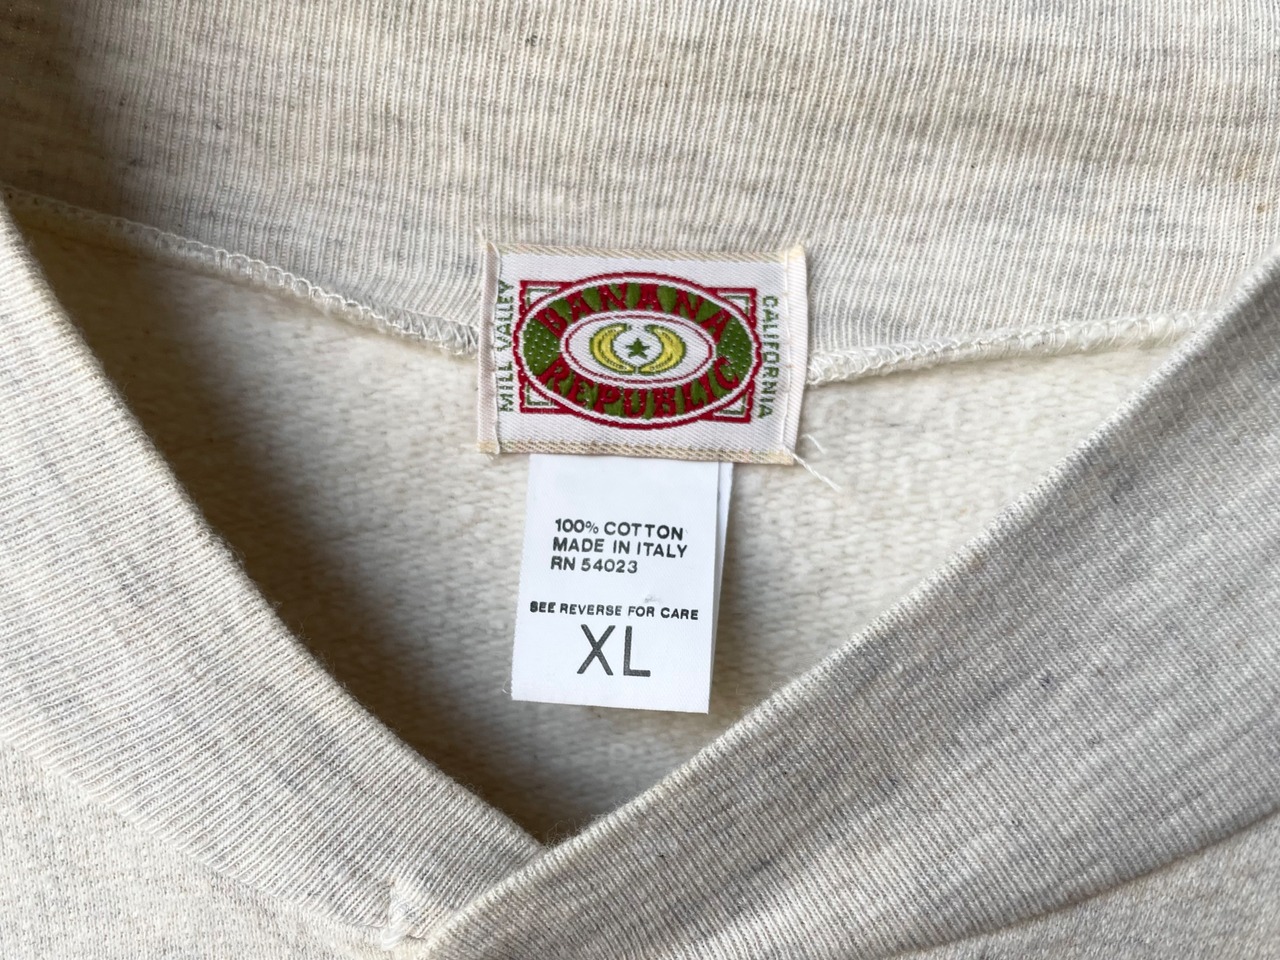 MILL VALLEY
BANANA
REPUBLIC
CALIFORNIA
100% COTTON
MADE IN ITALY
RN 54023
SEE REVERSE FOR CARE
XL